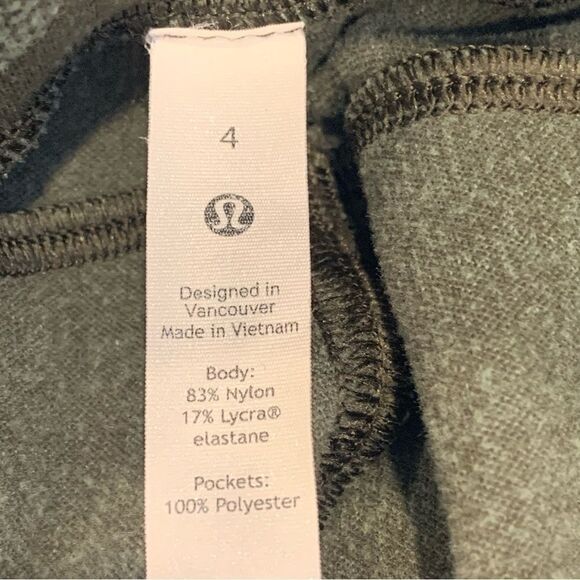 4
Designed in
Vancouver
Made in Vietnam
Body:
83% Nylon
17% Lycra®
elastane
Pockets:
100% Polyester